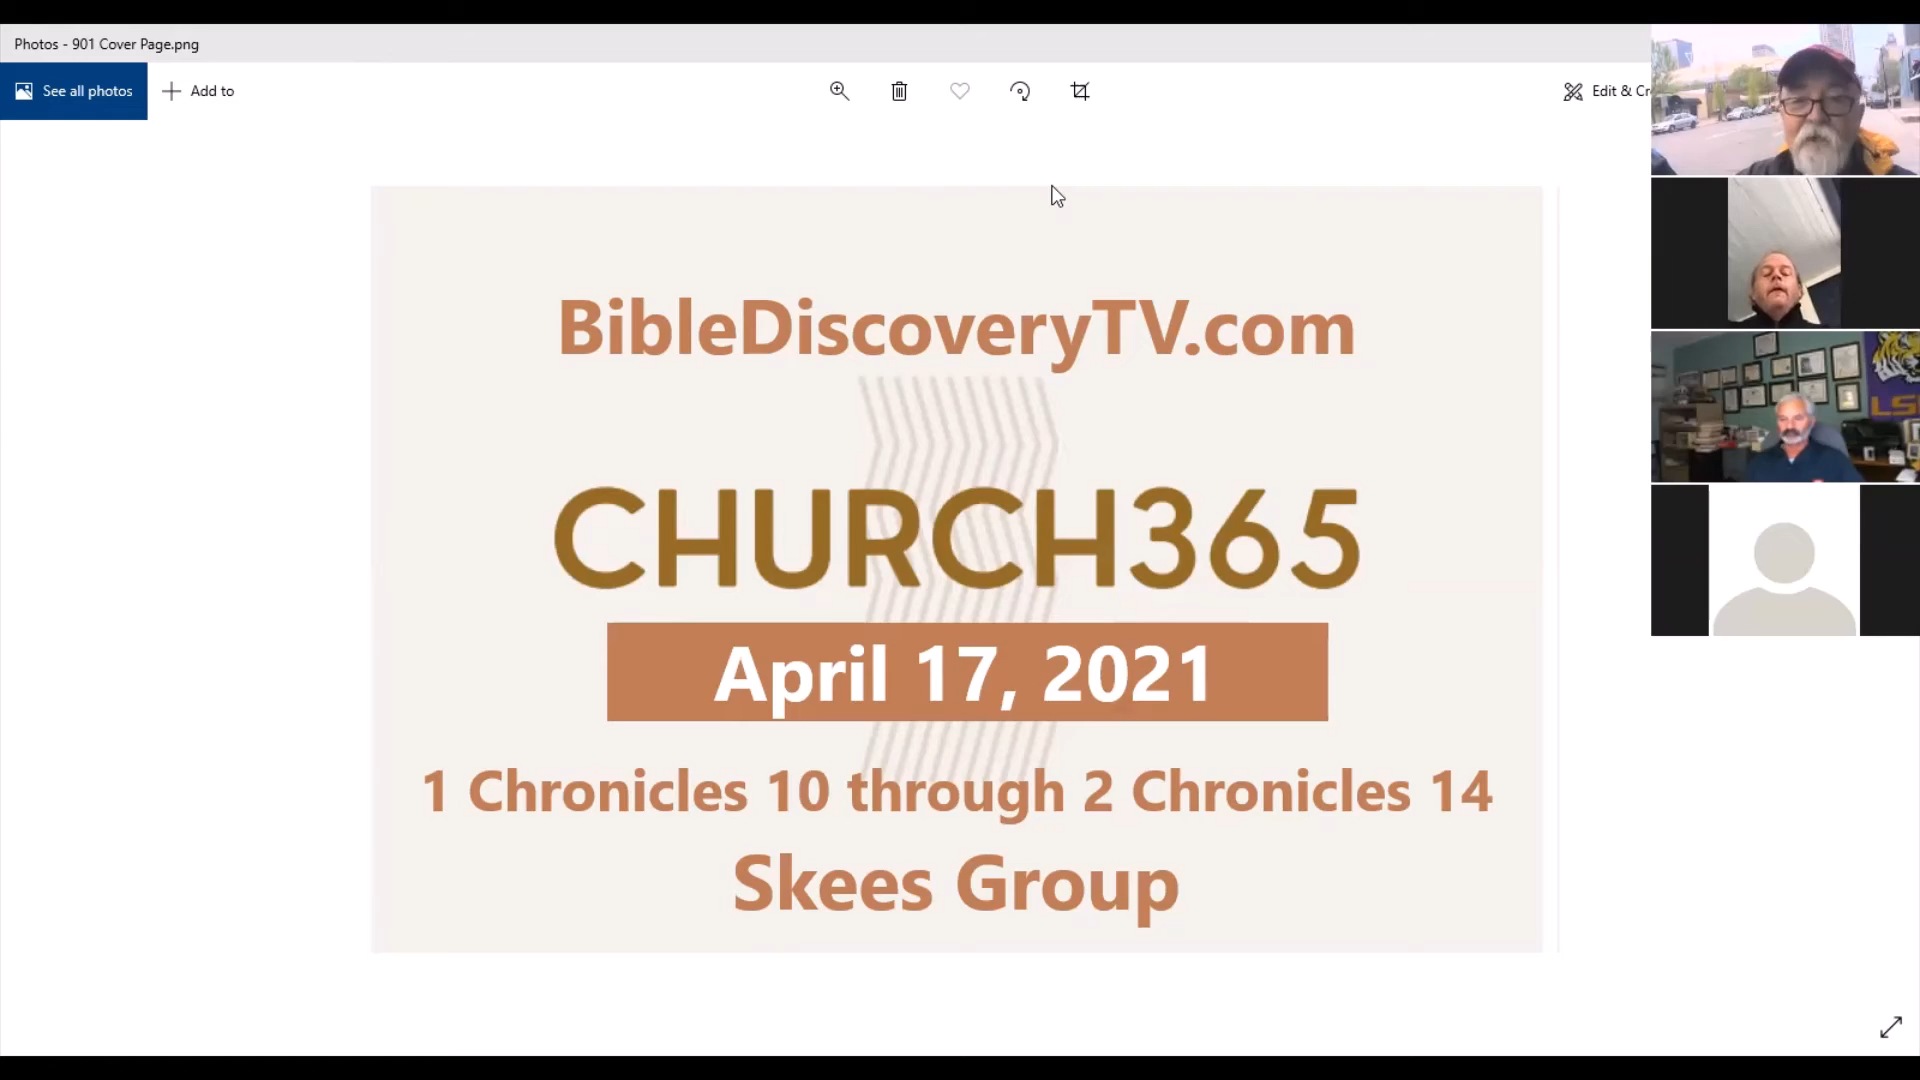 Photos - 901 Cover Page.png
See all photos
Add to
Edit & Cr
BibleDiscoveryTV.com
CHURCH365
April 17, 2021
1 Chronicles 10 through 2 Chronicles 14
Skees Group
LS